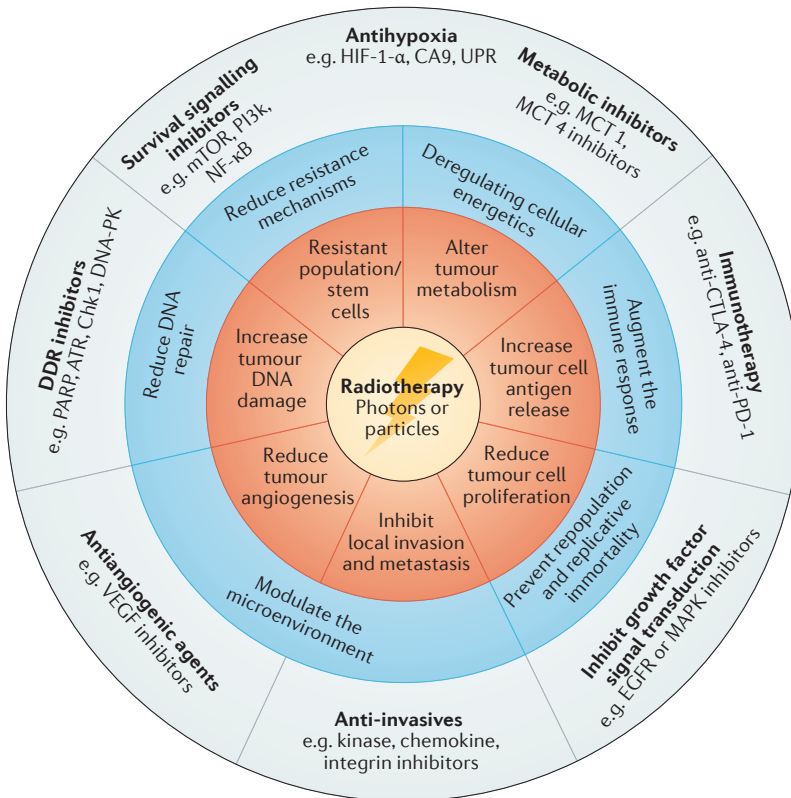 Antihypoxia
e.g. HIF-1-α, CA9, UPR
Metabolic inhibitors
e.g. MCT 1,
MCT 4 inhibitors
Immunotherapy
e.g. anti-CTLA-4, anti-PD-1
Inhibit growth factor
signal transduction
e.g. EGFR or MAPK inhibitors
Anti-invasives
e.g. kinase, chemokine,
integrin inhibitors
Antiangiogenic agents
e.g. VEGF inhibitors
DDR inhibitors
e.g. PARP, ATR, Chk1, DNA-PK
Survival signalling
inhibitors
e.g. mTOR, PI3k,
NF-κB
Reduce resistance
mechanisms
Deregulating cellular
energetics
Augment the
immune response
Prevent repopulation
and replicative
immortality
Modulate the
microenvironment
Reduce DNA
repair
Resistant
population/
stem
cells
Alter
tumour
metabolism
Increase
tumour cell
antigen
release
Reduce
tumour cell
proliferation
Inhibit
local invasion
and metastasis
Reduce
tumour
angiogenesis
Increase
tumour
DNA
damage
Radiotherapy
Photons or
particles